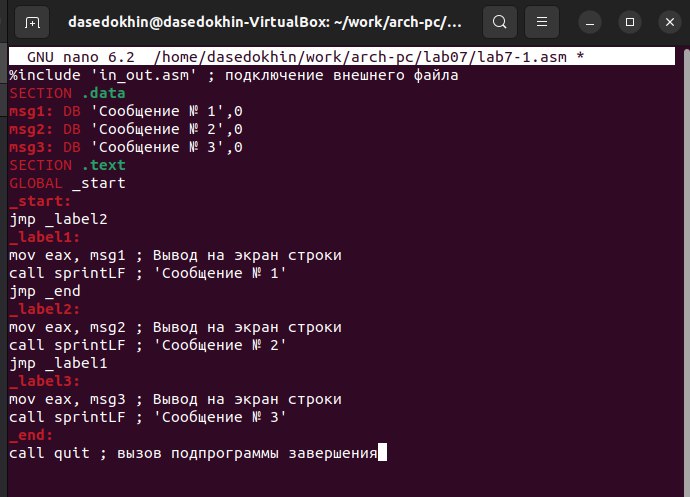 dasedokhin@dasedokhin-VirtualBox: ~/work/arch-pc/...
GNU nano 6.2 /home/dasedokhin/work/arch-pc/lab07/lab7-1.asm *
%include 'in_out.asm' ; подключение внешнего файла
SECTION .data
msg1: DB 'Сообщение № 1',0
msg2: DB 'Сообщение № 2',0
msg3: DB 'Сообщение № 3',0
SECTION .text
GLOBAL _start
_start:
jmp _label2
_label1:
mov eax, msg1 ; Вывод на экран строки
call sprintLF ; 'Сообщение № 1'
jmp _end
_label2:
mov eax, msg2 ; Вывод на экран строки
call sprintLF ; 'Сообщение № 2'
jmp _label1
_label3:
mov eax, msg3 ; Вывод на экран строки
call sprintLF ; 'Сообщение № 3'
_end:
call quit ; вызов подпрограммы завершения